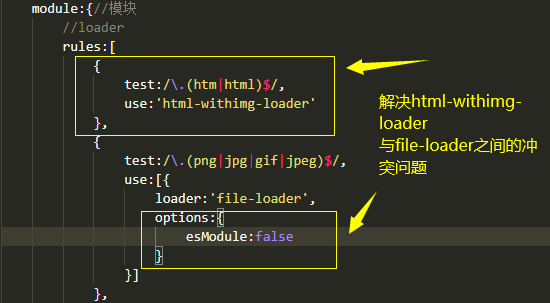 module:{//模块
//loader
rules:[
{
test:/\.(htm|html)$/,
use:'html-withimg-loader'
},
{
test:/\.(png|jpg|gif|jpeg)$/,
use:[{
loader:'file-loader',
options:{
esModule:false
}
}]
},
解决html-withimg-
loader
与file-loader之间的冲
突问题